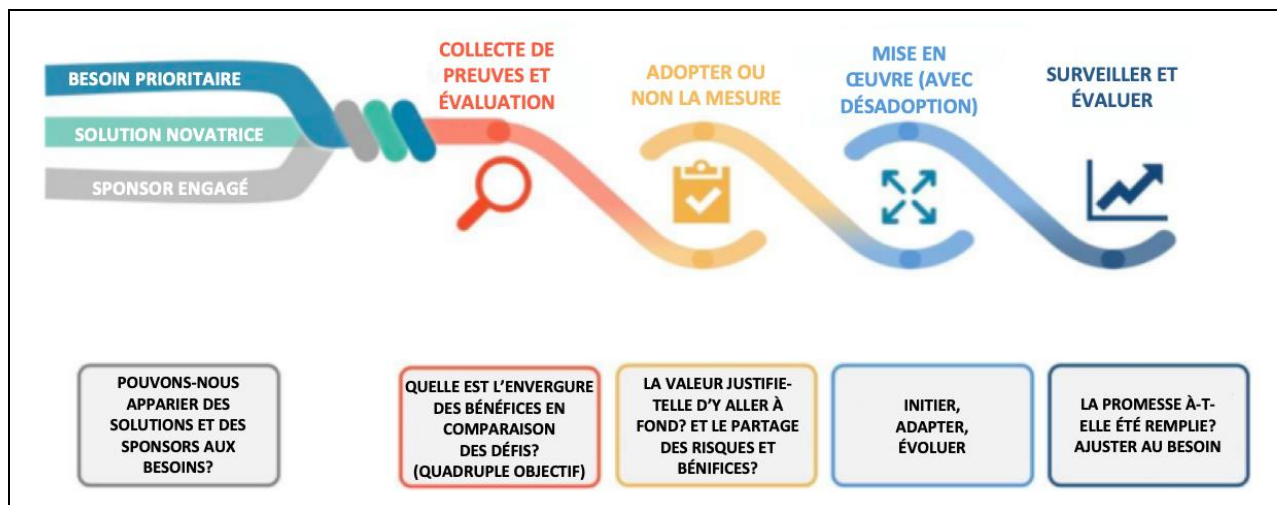 BESOIN PRIORITAIRE
SOLUTION NOVATRICE
SPONSOR ENGAGÉ
COLLECTE DE
PREUVES ET
ÉVALUATION
ADOPTER OU
NON LA MESURE
MISE EN
ŒUVRE (AVEC
DÉSADOPTION)
SURVEILLER ET
ÉVALUER
POUVONS-NOUS
APPARIER DES
SOLUTIONS ET DES
SPONSORS AUX
BESOINS?
QUELLE EST L'ENVERGURE
DES BÉNÉFICES EN
COMPARAISON
DES DÉFIS?
(QUADRUPLE OBJECTIF)
LA VALEUR JUSTIFIE-
TELLE D'Y ALLER À
FOND? ET LE PARTAGE
DES RISQUES ET
BÉNIFICES?
INITIER,
ADAPTER,
ÉVOLUER
LA PROMESSE À-T-
ELLE ÉTÉ REMPLIE?
AJUSTER AU BESOIN